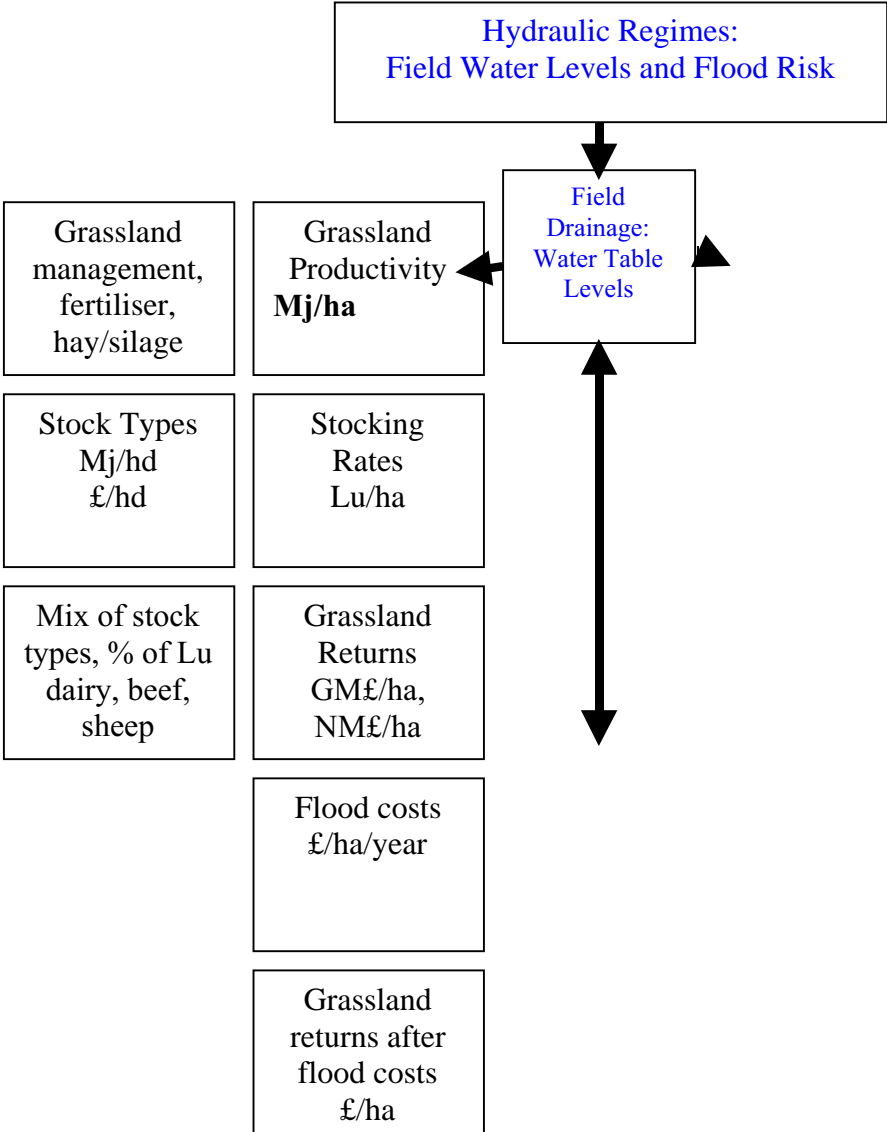 Hydraulic Regimes:
Field Water Levels and Flood Risk
Field
Drainage:
Water Table
Levels
Grassland
management,
fertiliser,
hay/silage
Grassland
Productivity
Mj/ha
Stock Types
Mj/hd
£/hd
Stocking
Rates
Lu/ha
Mix of stock
types, % of Lu
dairy, beef,
sheep
Grassland
Returns
GM£/ha,
NM£/ha
Flood costs
£/ha/year
Grassland
returns after
flood costs
£/ha